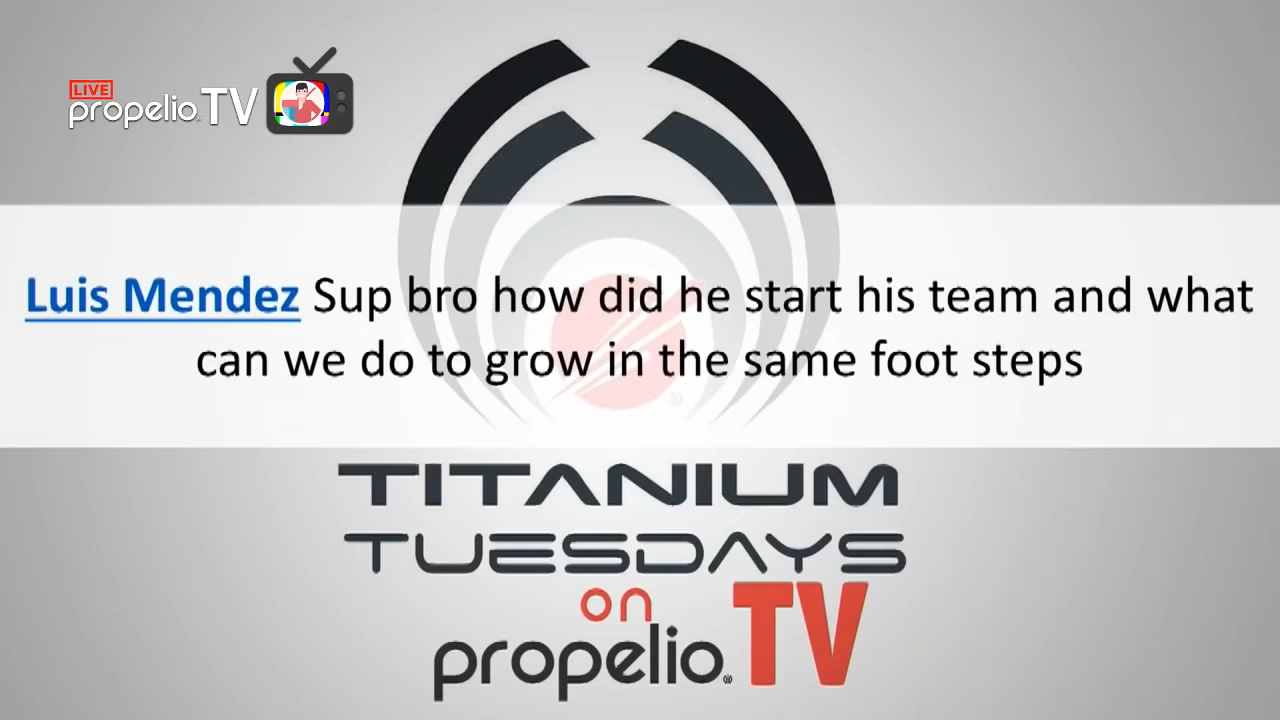 LIVE
propelio® TV
Luis Mendez Sup bro how did he start his team and what
can we do to grow in the same foot steps
®
TITANIUM
TUESDAYS
on
propelio® TV